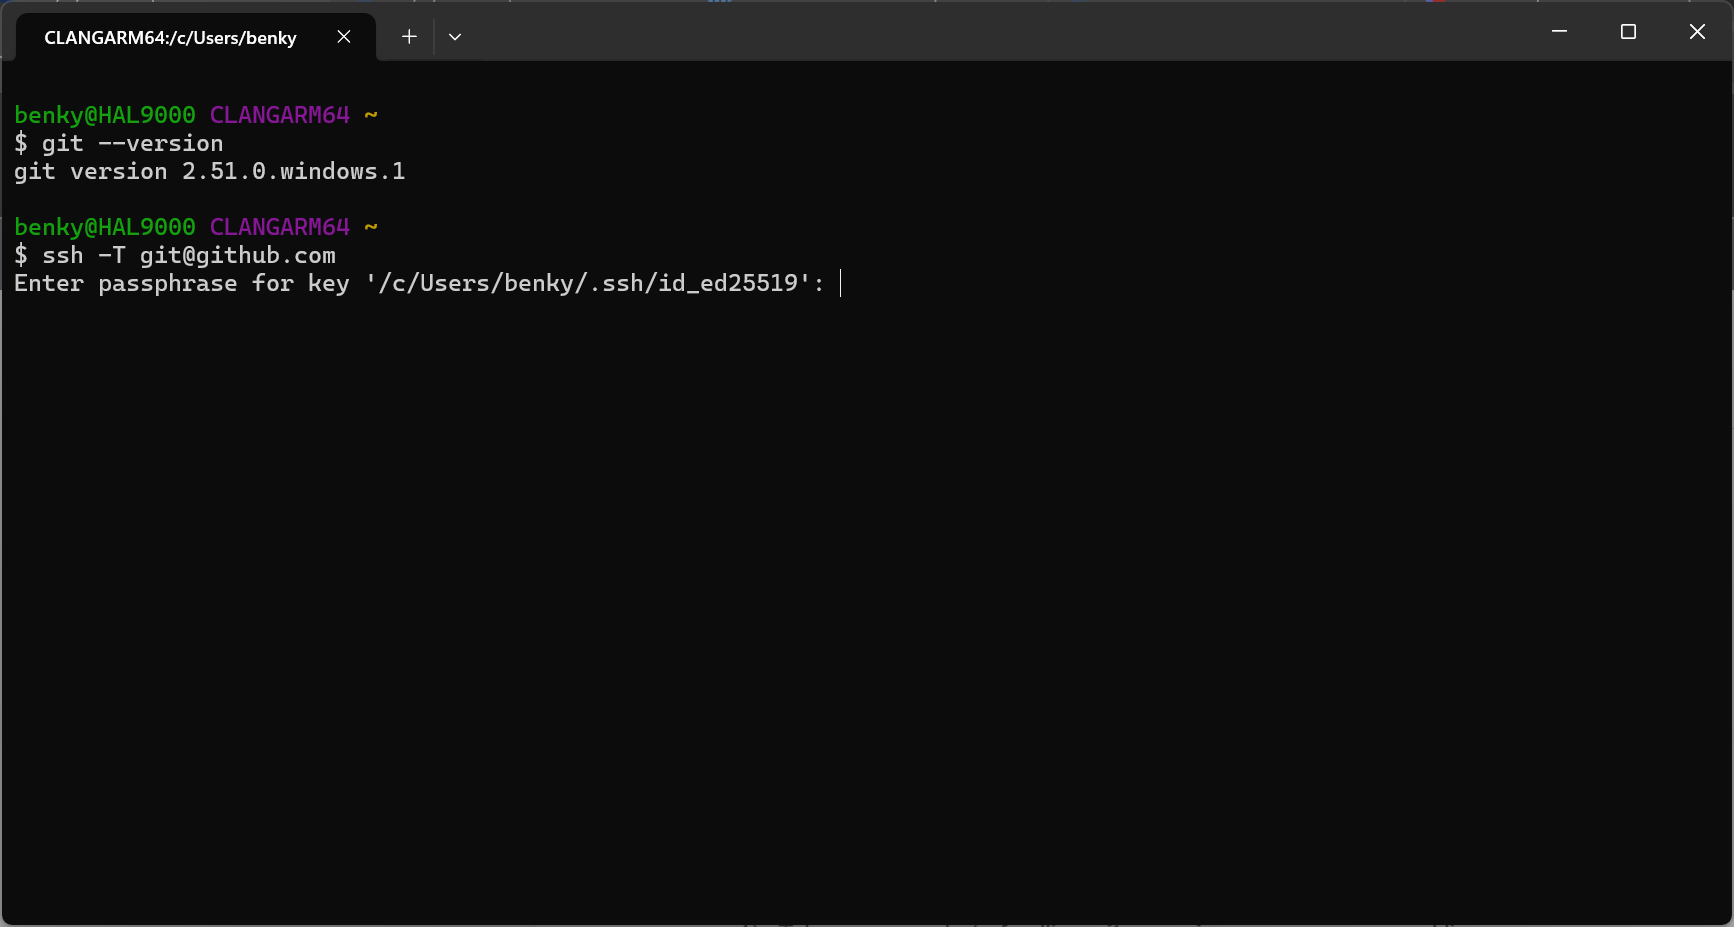 CLANGARM64:/c/Users/benky
benky@HAL9000 CLANGARM64 ~
$ git --version
git version 2.51.0.windows.1
benky@HAL9000 CLANGARM64 ~
$ ssh -T git@github.com
Enter passphrase for key '/c/Users/benky/.ssh/id_ed25519':